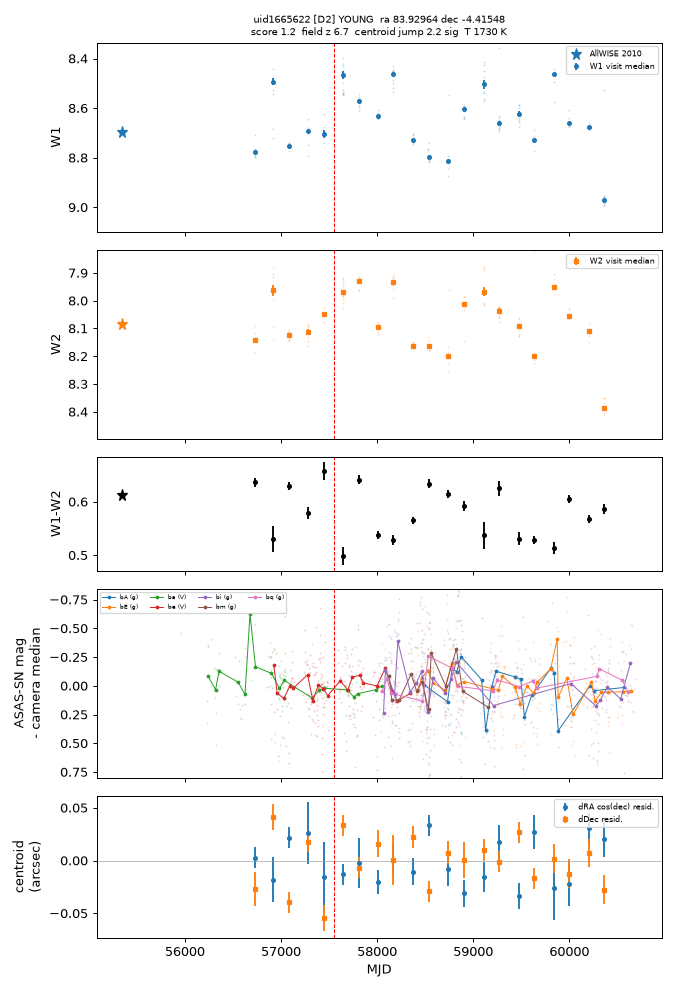 uid1665622 [D2] YOUNG ra 83.92964 dec -4.41548
score 1.2 field z 6.7 centroid jump 2.2 sig T 1730 K
W1
8.4
8.6
8.8
9.0
AllWISE 2010
W1 visit median
W2
7.9
8.0
8.1
8.2
8.3
8.4
W2 visit median
W1-W2
0.6
0.5
ASAS-SN mag
- camera median
−0.75
−0.50
−0.25
0.00
0.25
0.50
0.75
bA (g)
bE (g)
ba (V)
be (V)
bi (g)
bm (g)
bq (g)
centroid
(arcsec)
0.05
0.00
−0.05
dRA cos(dec) resid.
dDec resid.
56000
57000
58000
59000
60000
MJD